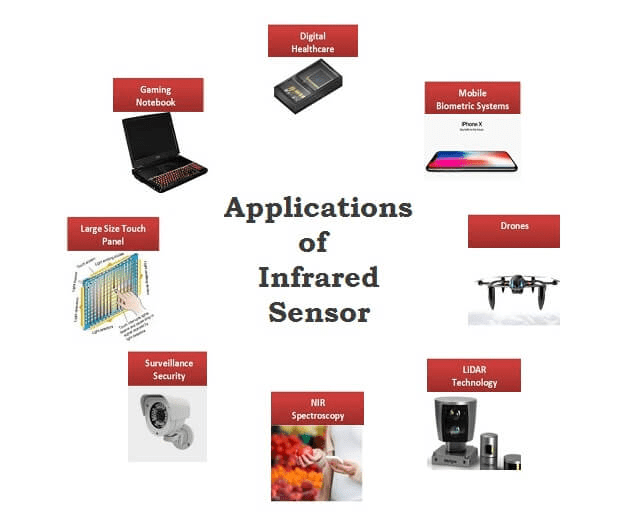 Digital
Healthcare
Gaming
Notebook
Mobile
Biometric Systems
iPhone X
Applications
of
Infrared
Sensor
Large Size Touch
Panel
Drones
Surveillance
Security
NIR
Spectroscopy
LiDAR
Technology